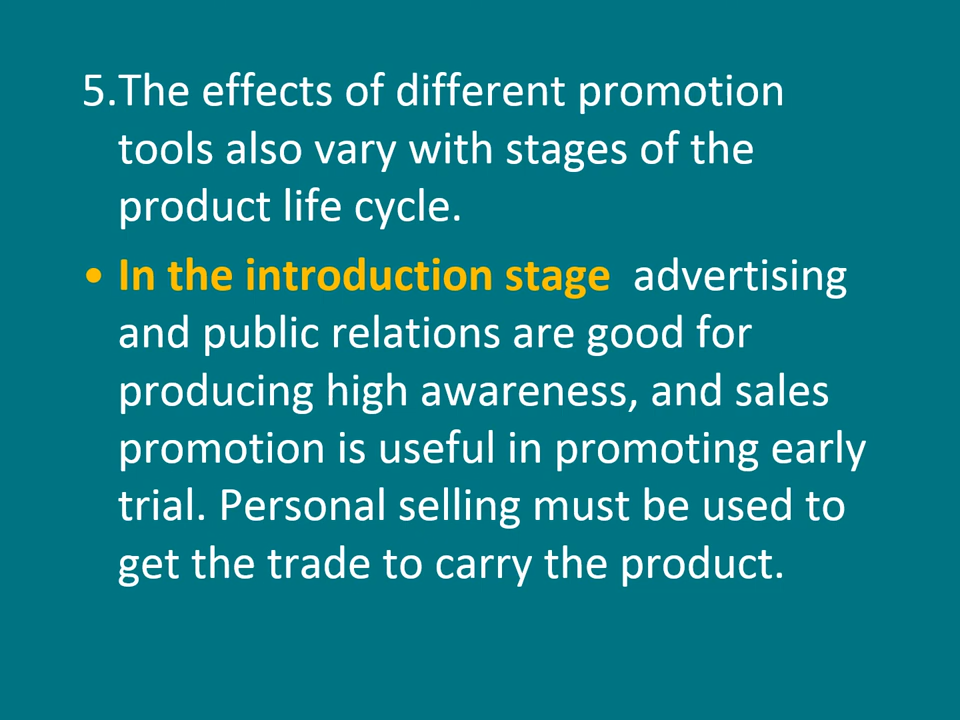 5.The effects of different promotion
tools also vary with stages of the
product life cycle.
• In the introduction stage  advertising
and public relations are good for
producing high awareness, and sales
promotion is useful in promoting early
trial. Personal selling must be used to
get the trade to carry the product.